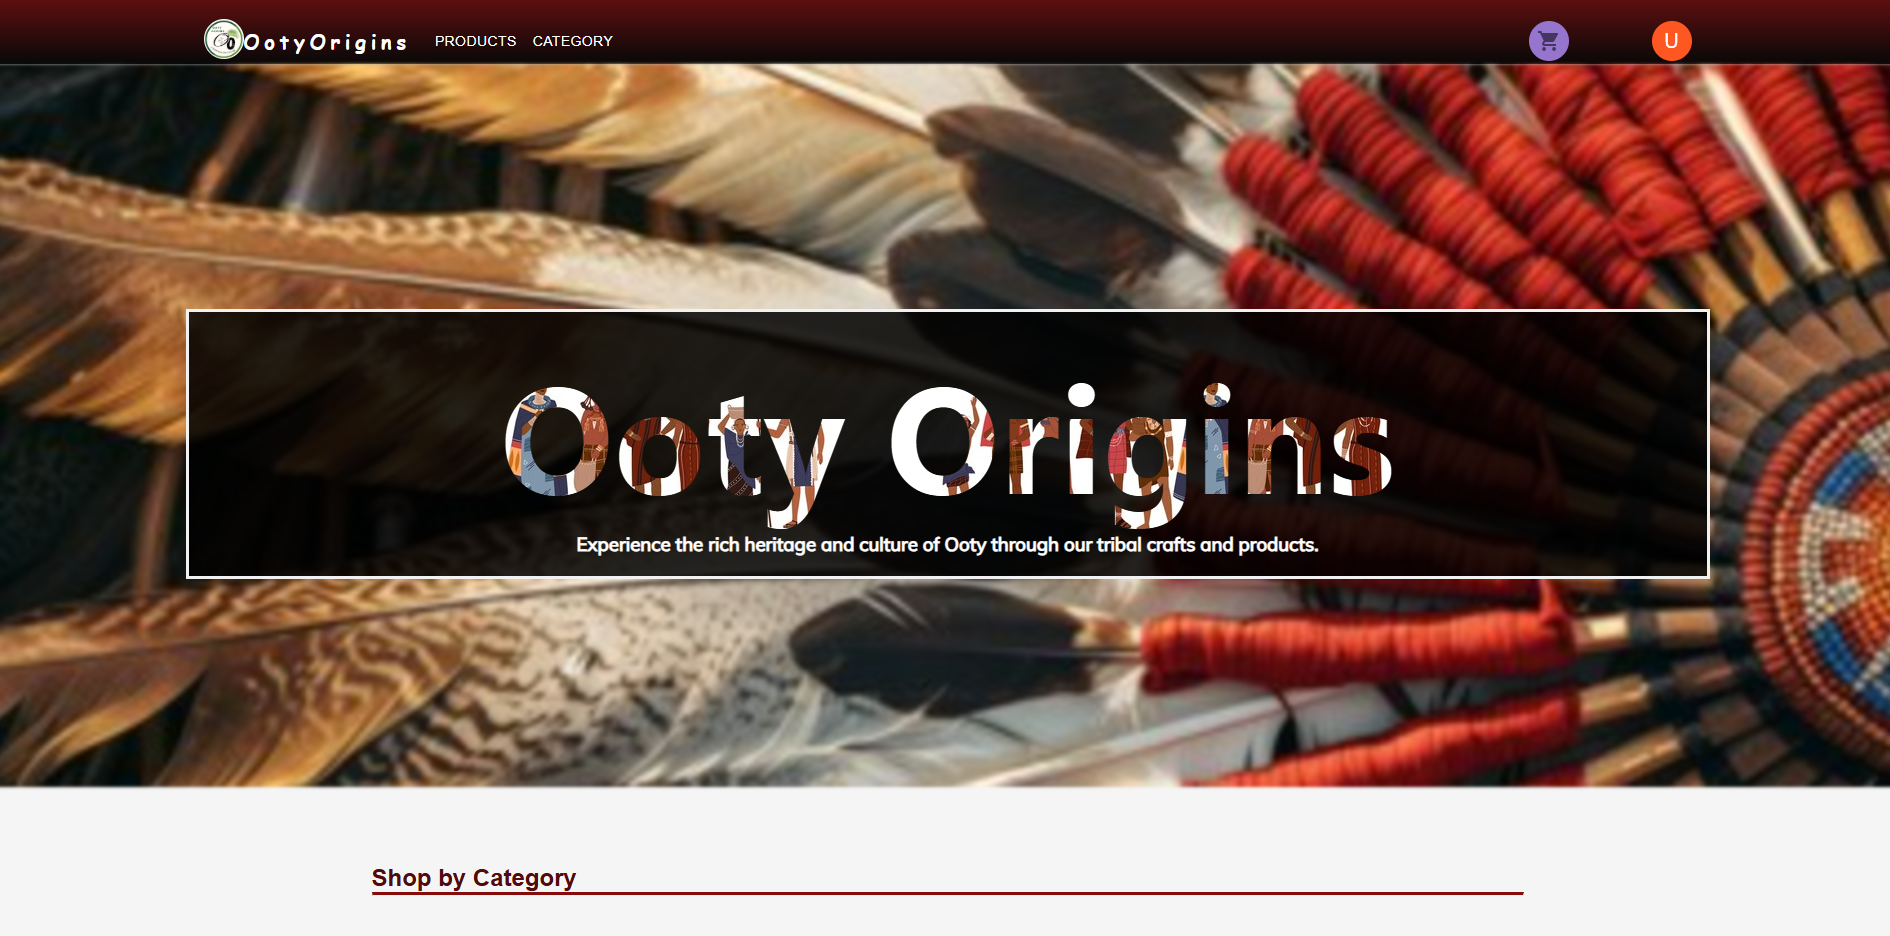 OotyOrigins PRODUCTS CATEGORY U
Ooty Origins
Experience the rich heritage and culture of Ooty through our tribal crafts and products.
Shop by Category